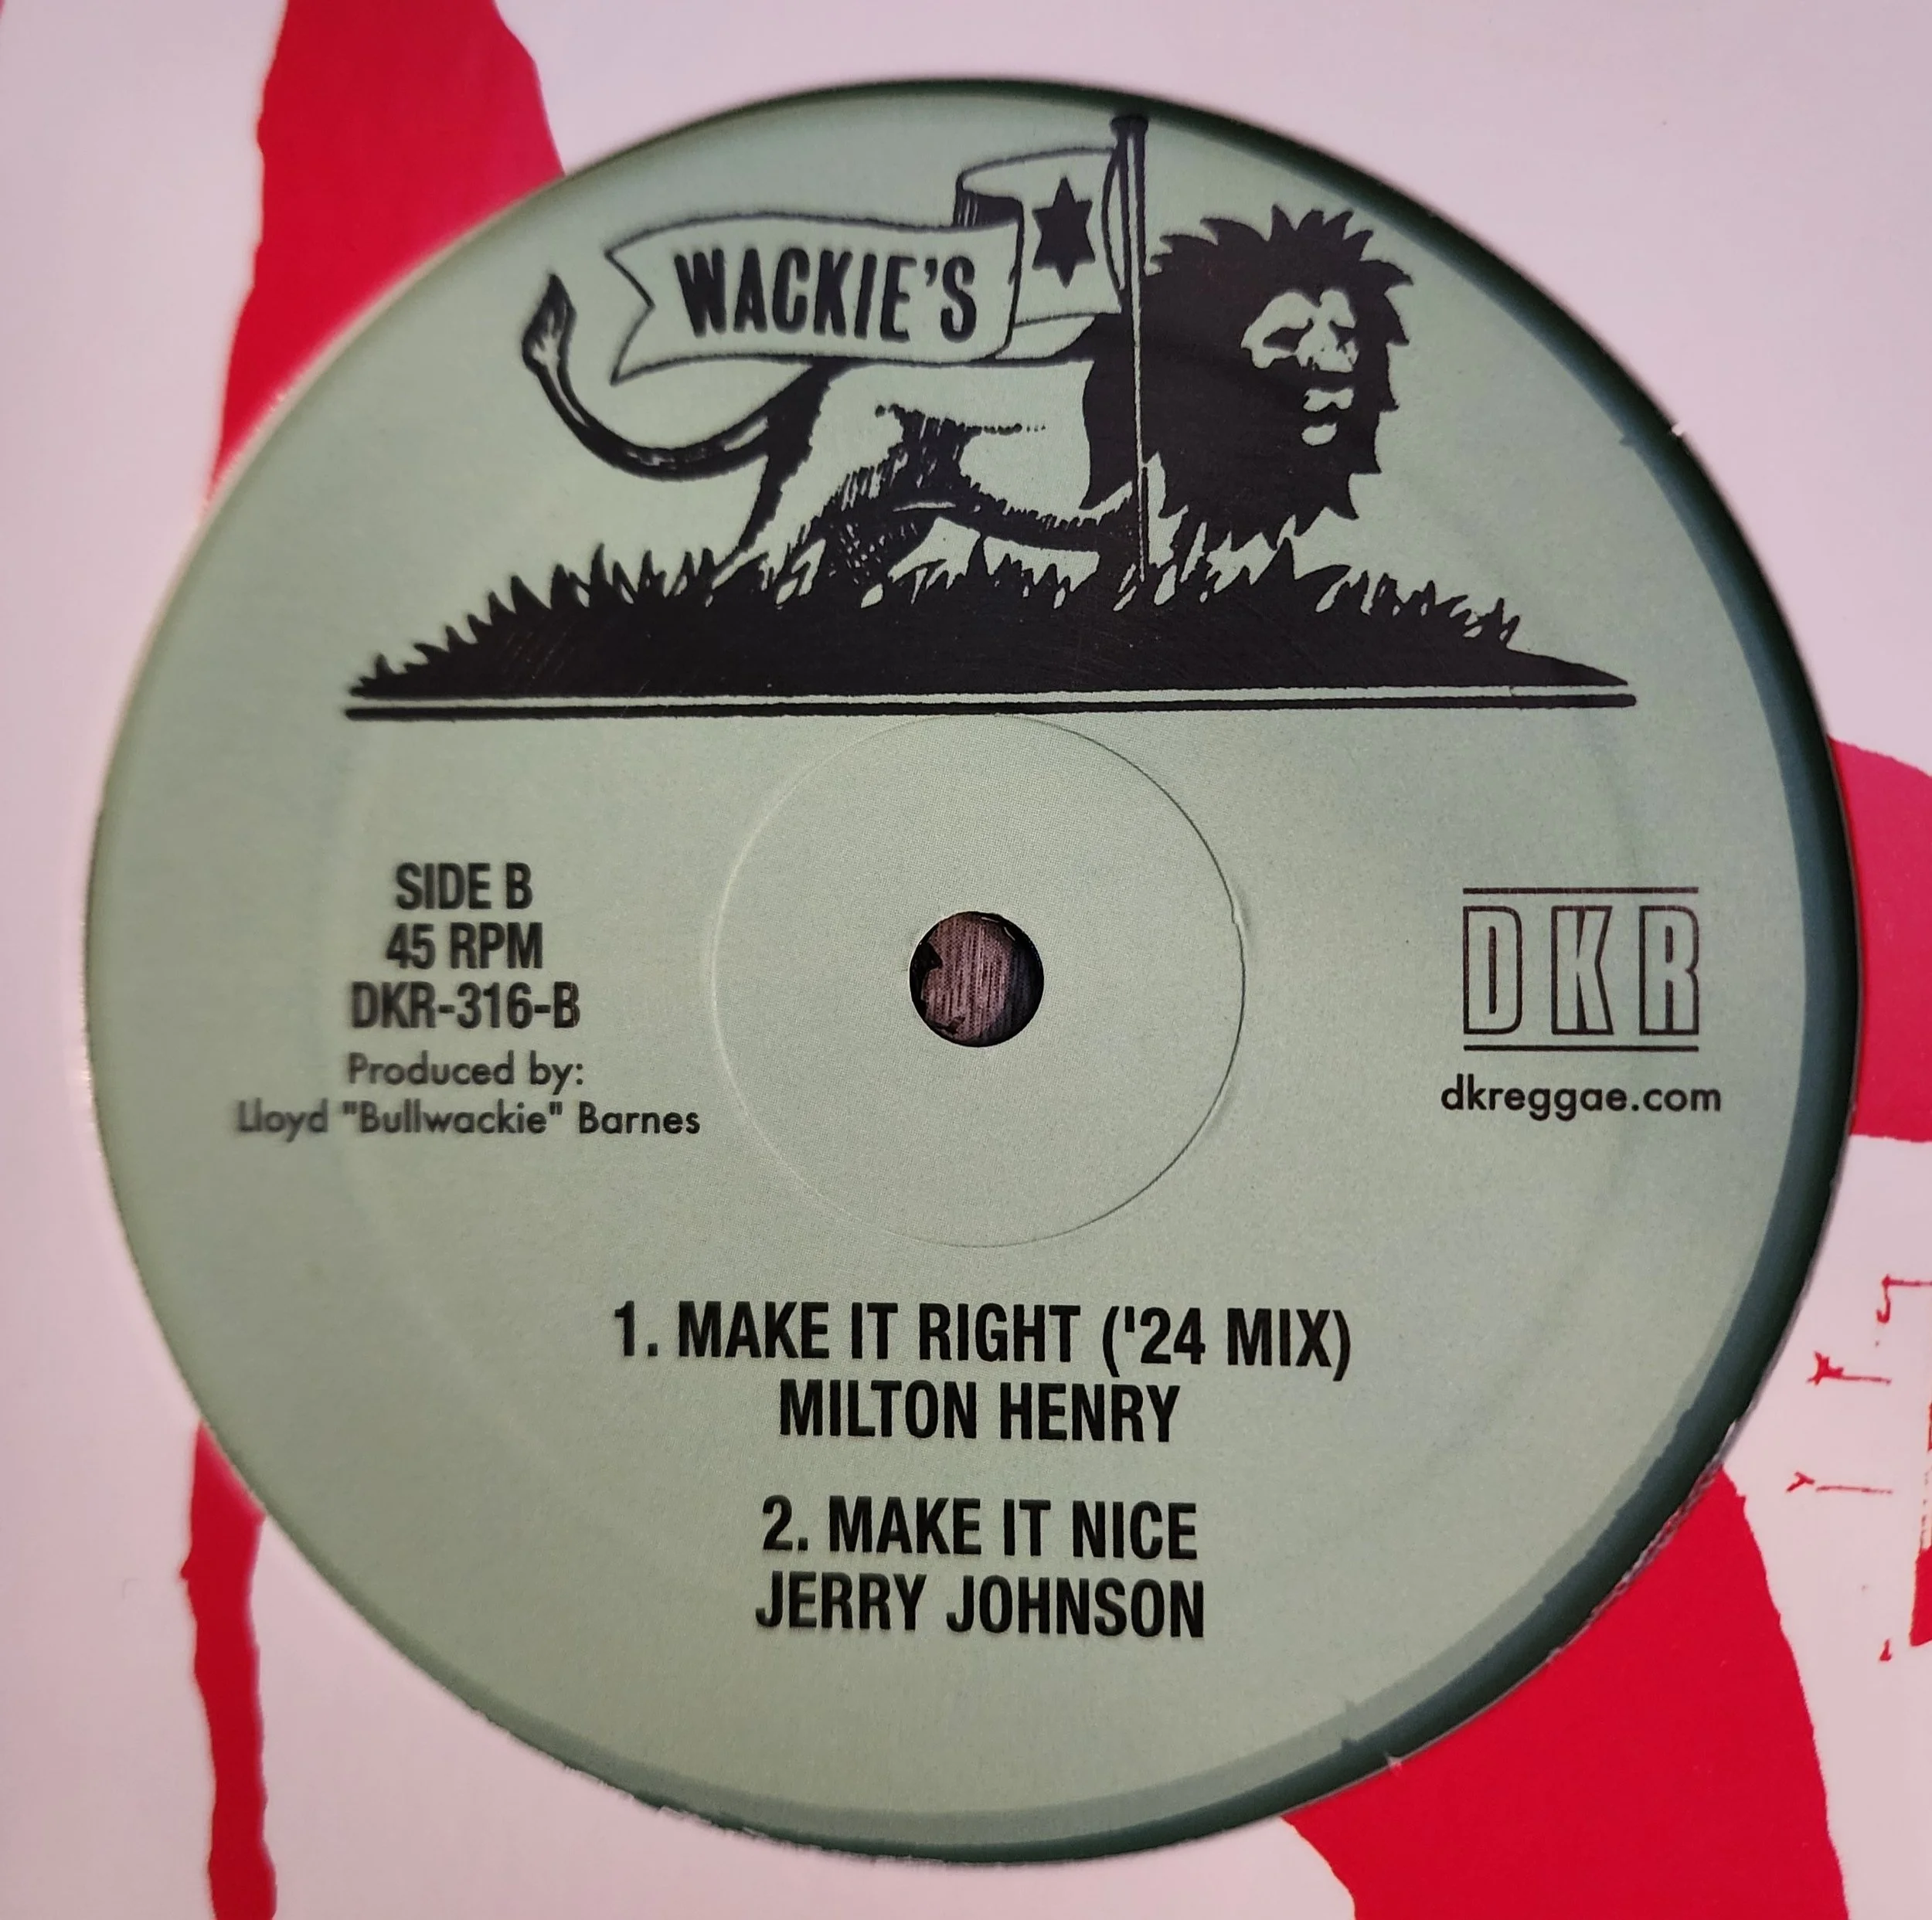 WACKIE'S
SIDE B
45 RPM
DKR-316-B
Produced by:
Lloyd "Bullwackie" Barnes
DKR
dkreggae.com
1. MAKE IT RIGHT ('24 MIX)
MILTON HENRY
2. MAKE IT NICE
JERRY JOHNSON